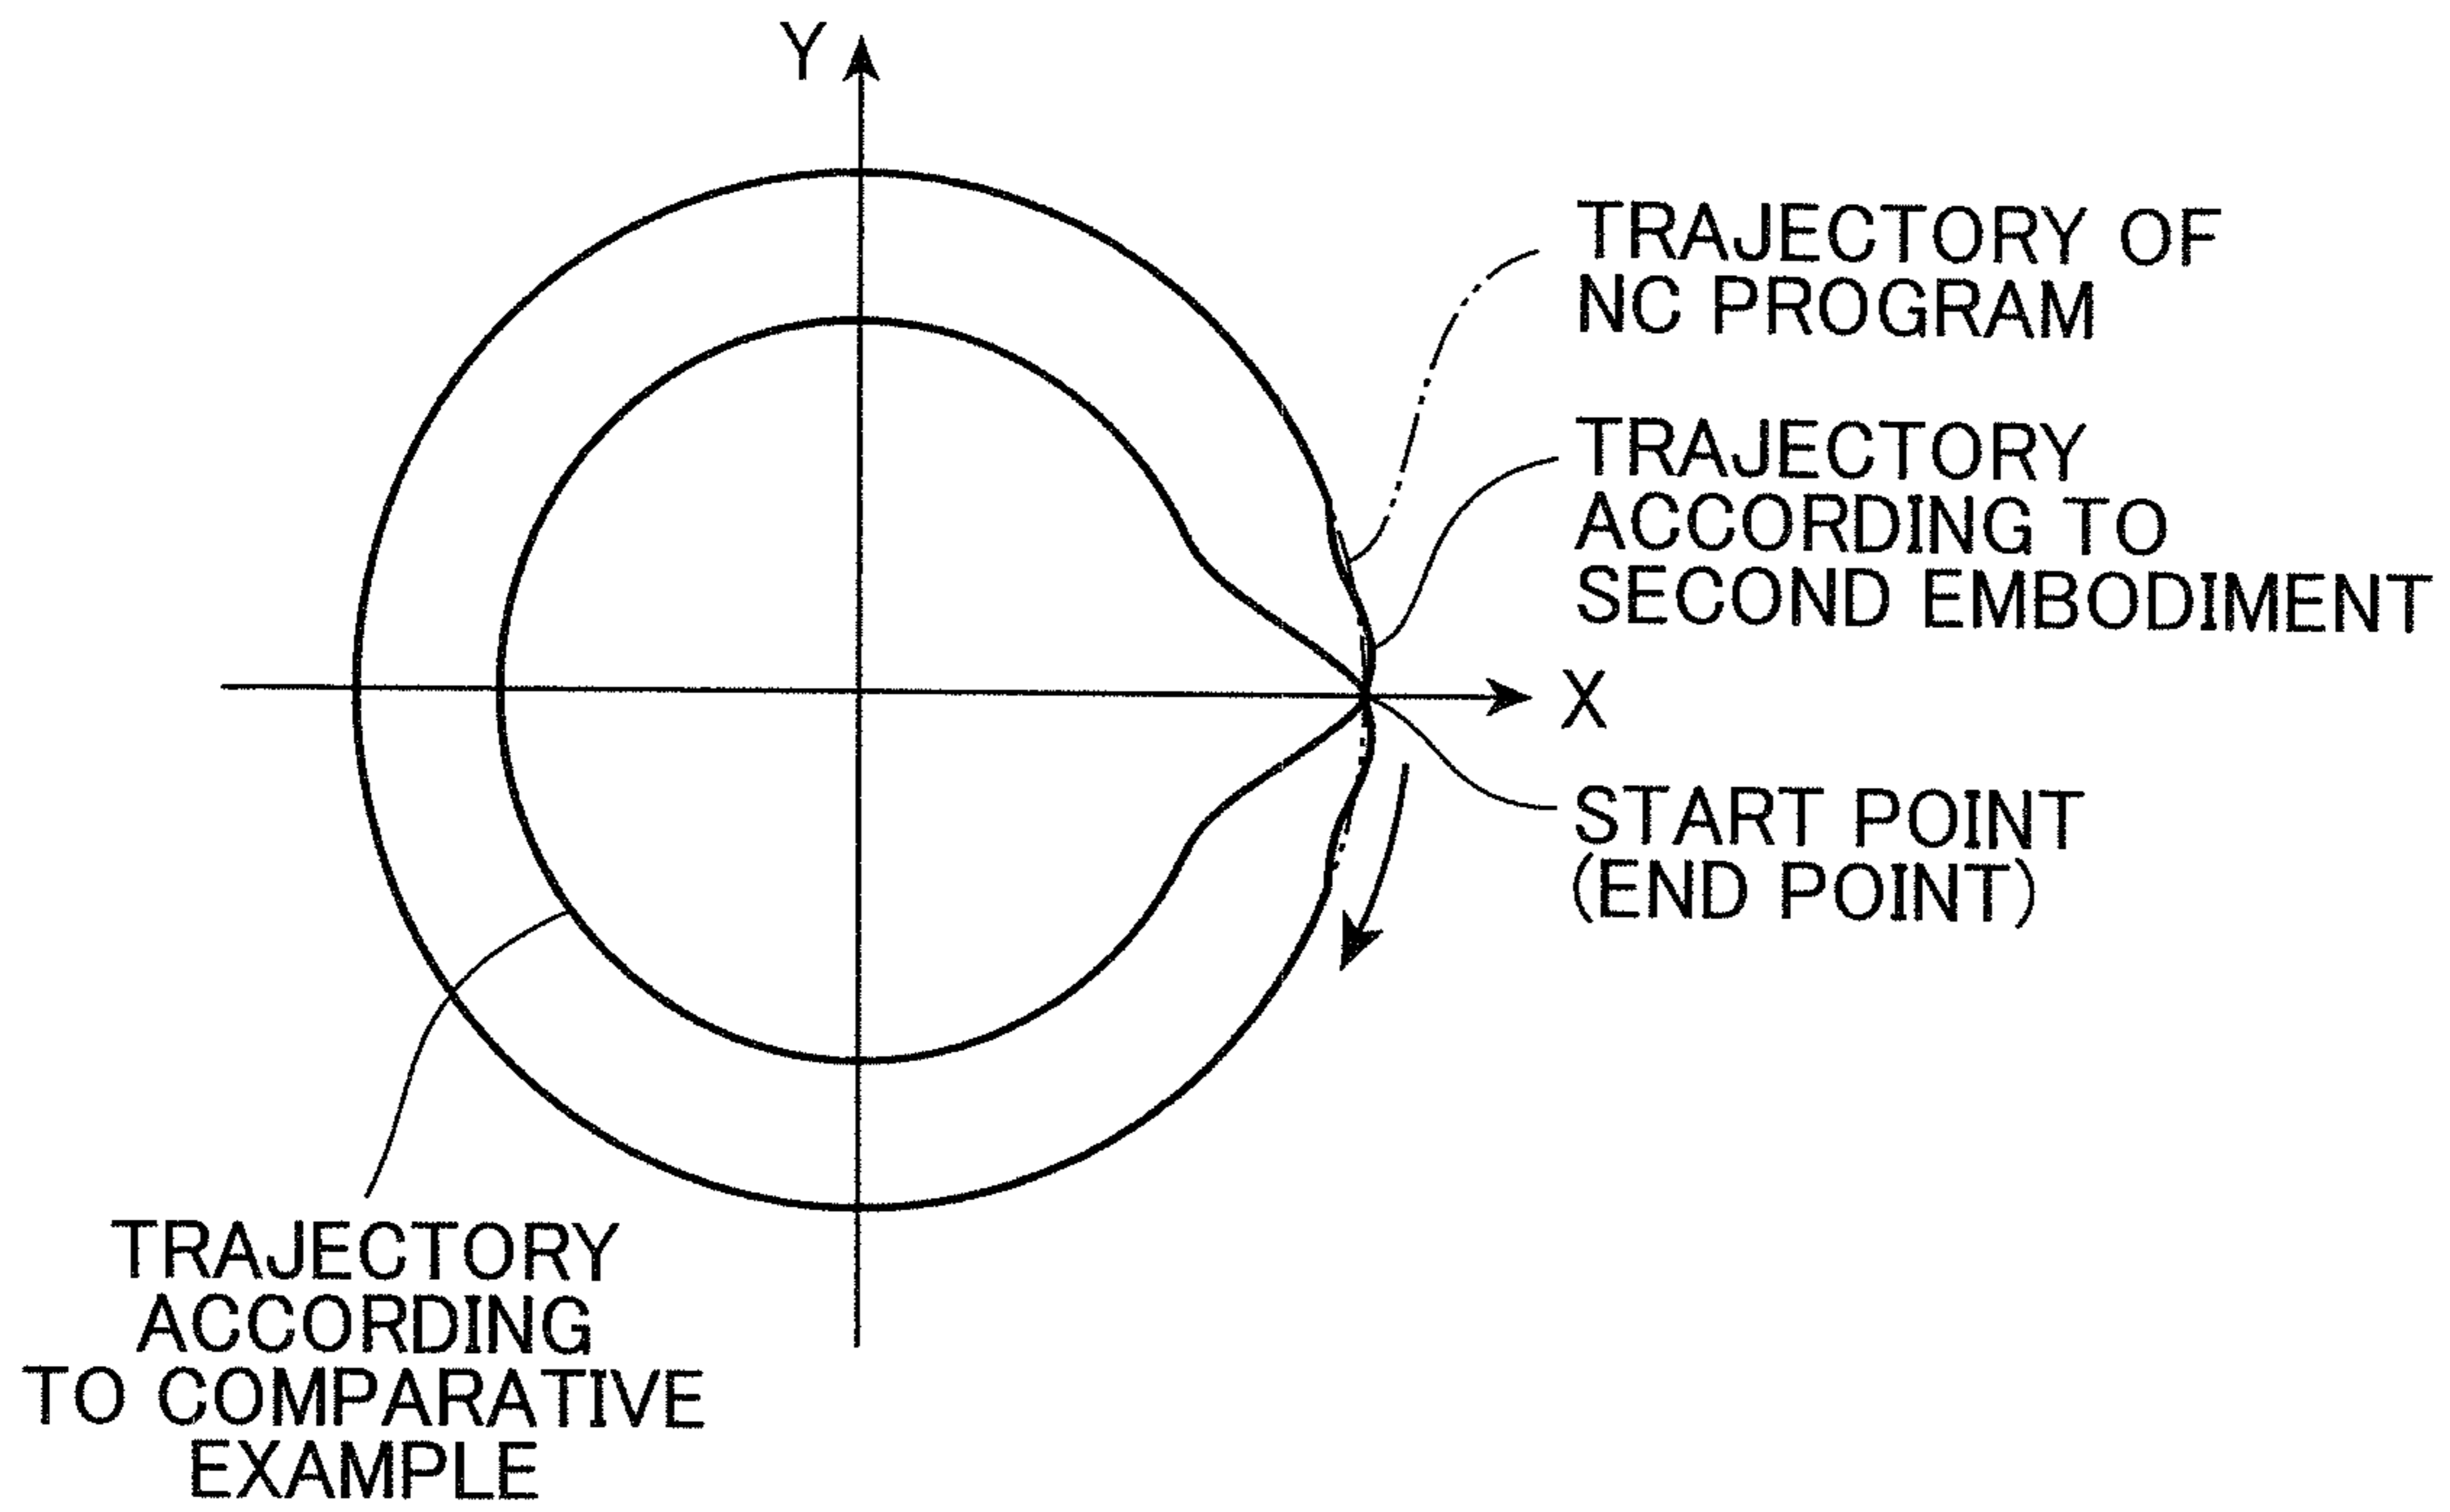 Y
TRAJECTORY OF
NC PROGRAM
TRAJECTORY
ACCORDING TO
SECOND EMBODIMENT
X
START POINT
(END POINT)
TRAJECTORY
ACCORDING
TO COMPARATIVE
EXAMPLE